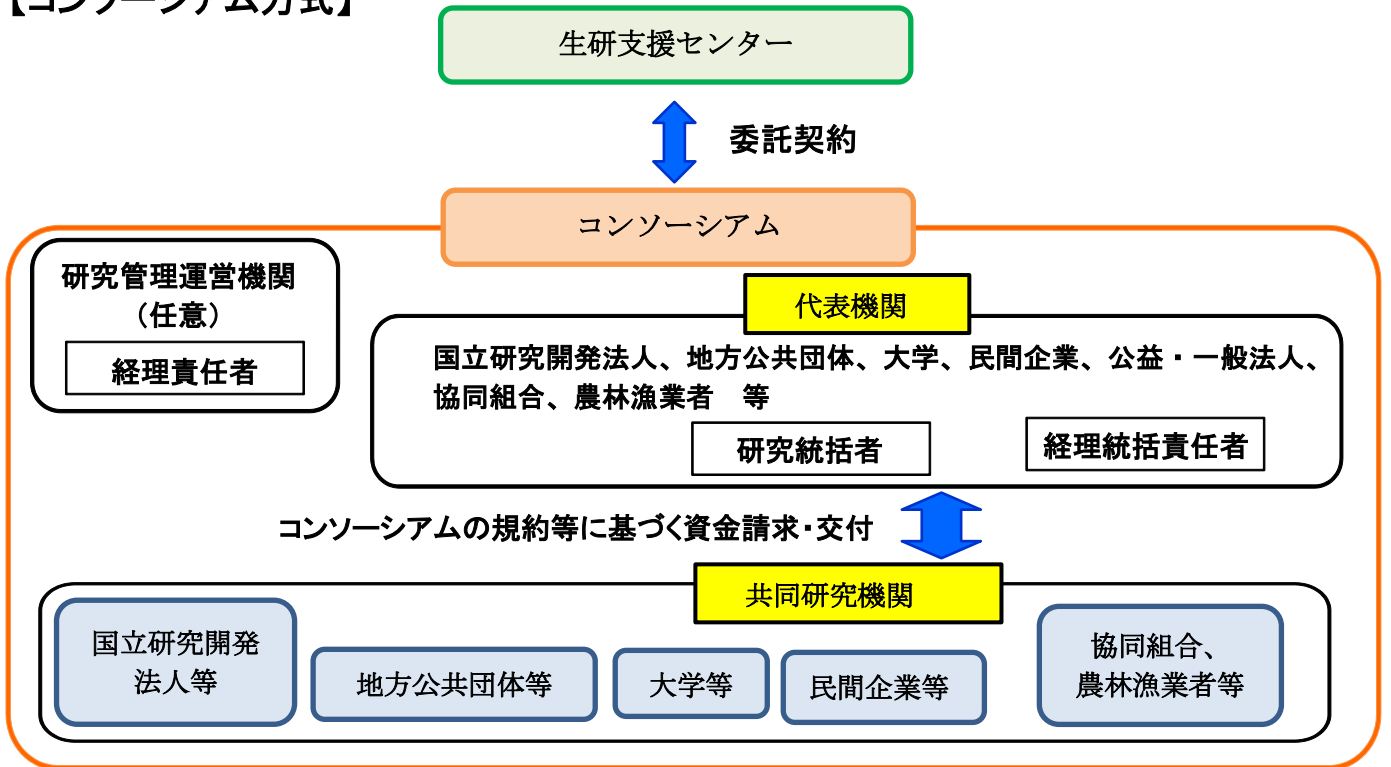 【コンソーシアム方式】
生研支援センター
委託契約
コンソーシアム
研究管理運営機関
（任意）
経理責任者
代表機関
国立研究開発法人、地方公共団体、大学、民間企業、公益・一般法人、
協同組合、農林漁業者　等
研究統括者
経理統括責任者
コンソーシアムの規約等に基づく資金請求・交付
共同研究機関
国立研究開発
法人等
地方公共団体等
大学等
民間企業等
協同組合、
農林漁業者等